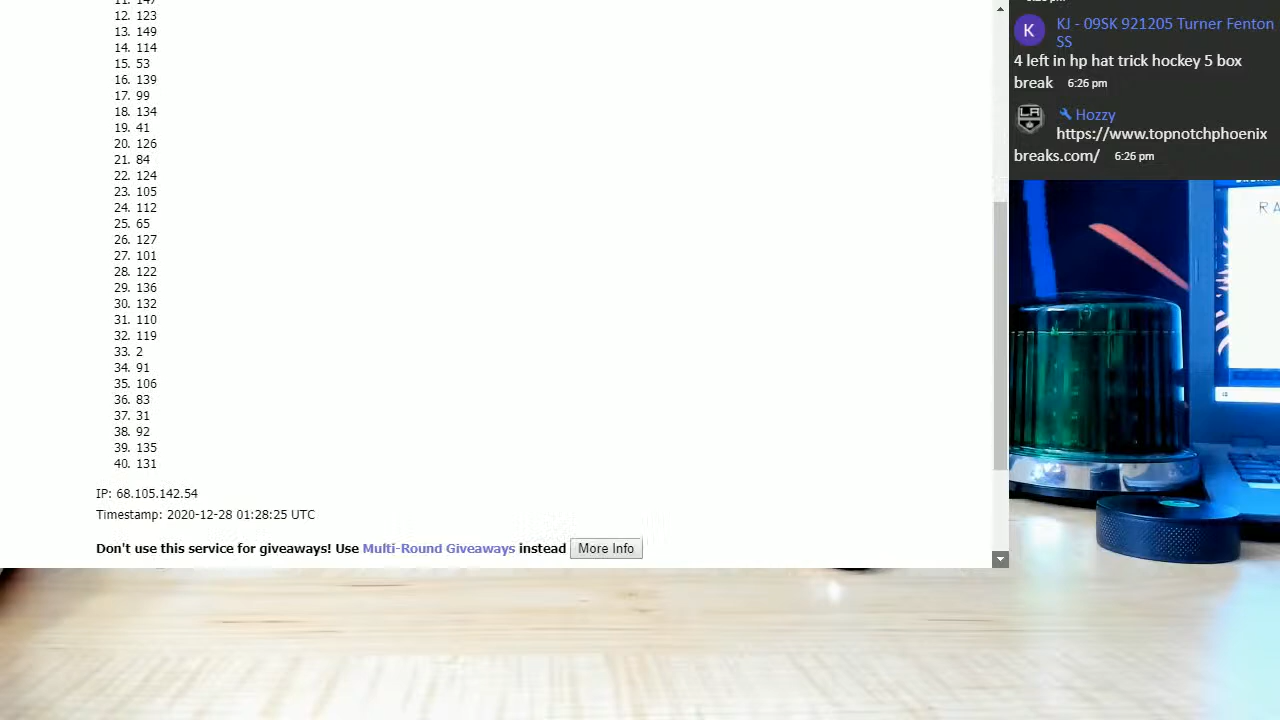 12. 123
13. 149
14. 114
15. 53
16. 139
17. 99
18. 134
19. 41
20. 126
21. 84
22. 124
23. 105
24. 112
25. 65
26. 127
27. 101
28. 122
29. 136
30. 132
31. 110
32. 119
33. 2
34. 91
35. 106
36. 83
37. 31
38. 92
39. 135
40. 131
IP: 68.105.142.54
Timestamp: 2020-12-28 01:28:25 UTC
Don't use this service for giveaways! Use Multi-Round Giveaways instead More Info
K KJ - 09SK 921205 Turner Fenton
SS
4 left in hp hat trick hockey 5 box
break 6:26 pm
LA Hozzy
https://www.topnotchphoenix
breaks.com/ 6:26 pm
RA